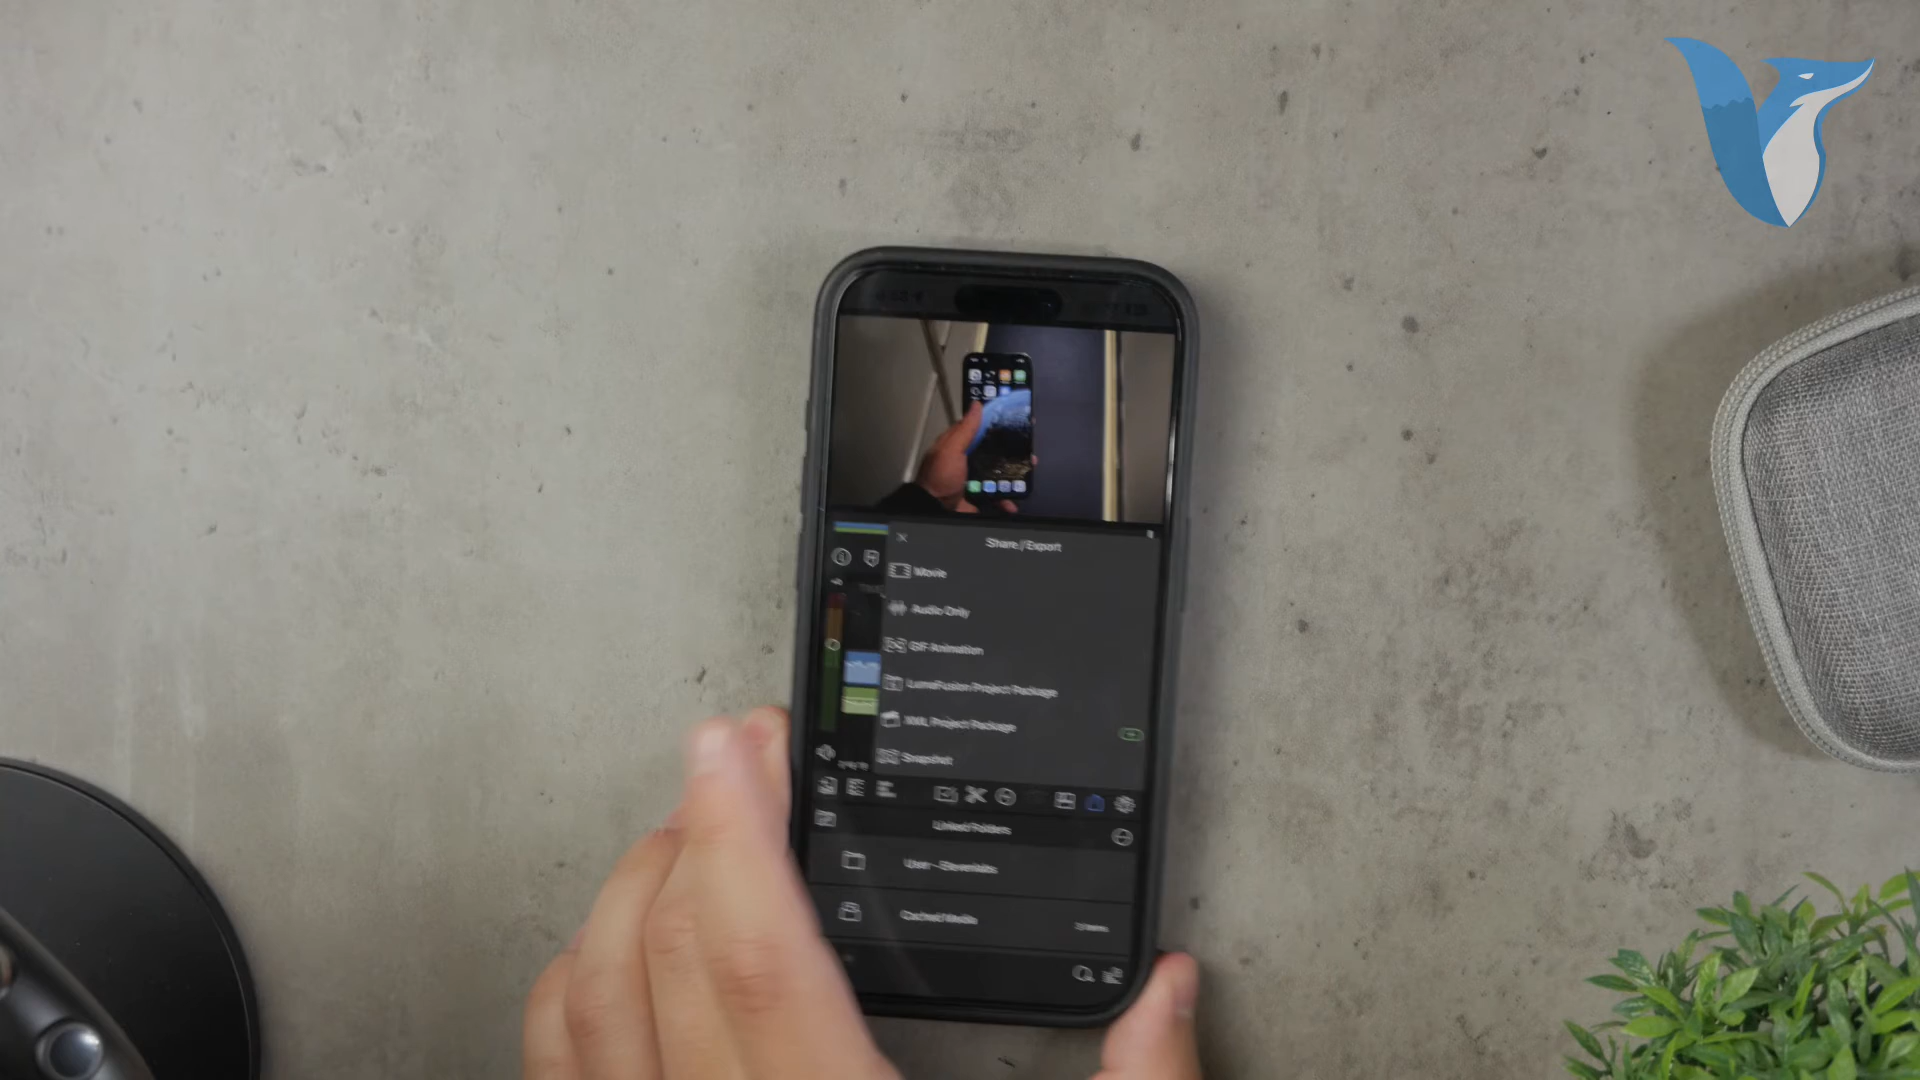 Share / Export
Movie
Audio Only
GIF Animation
LumaFusion Project Package
XML Project Package
Snapshot
Linked Folders
Cached Media